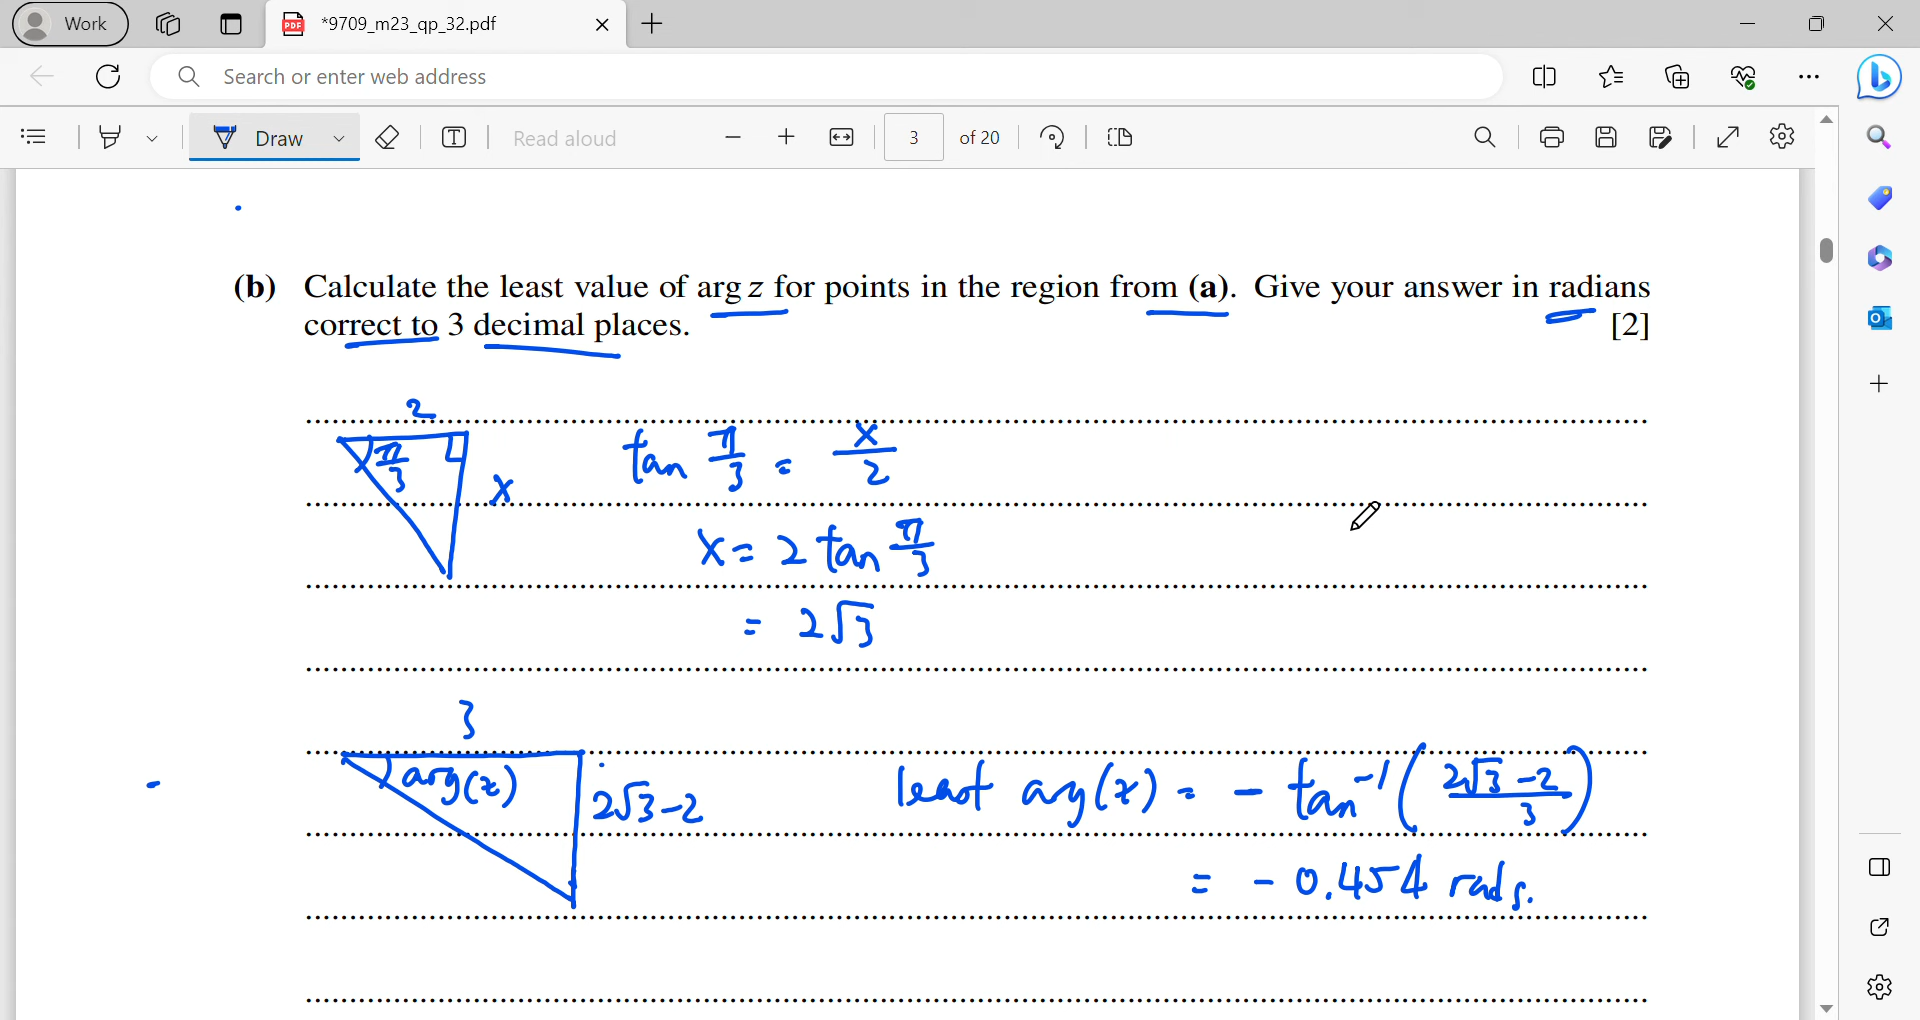 Work
*9709_m23_qp_32.pdf
Search or enter web address
Draw
Read aloud
3 of 20
(b) Calculate the least value of arg z for points in the region from (a). Give your answer in radians
correct to 3 decimal places. [2]
2
π/3
x
tan π/3 = x/2
x = 2 tan π/3
= 2√3
3
arg(z)
2√3-2
least arg(z) = - tan⁻¹(2√3-2/3)
= - 0.454 rads.